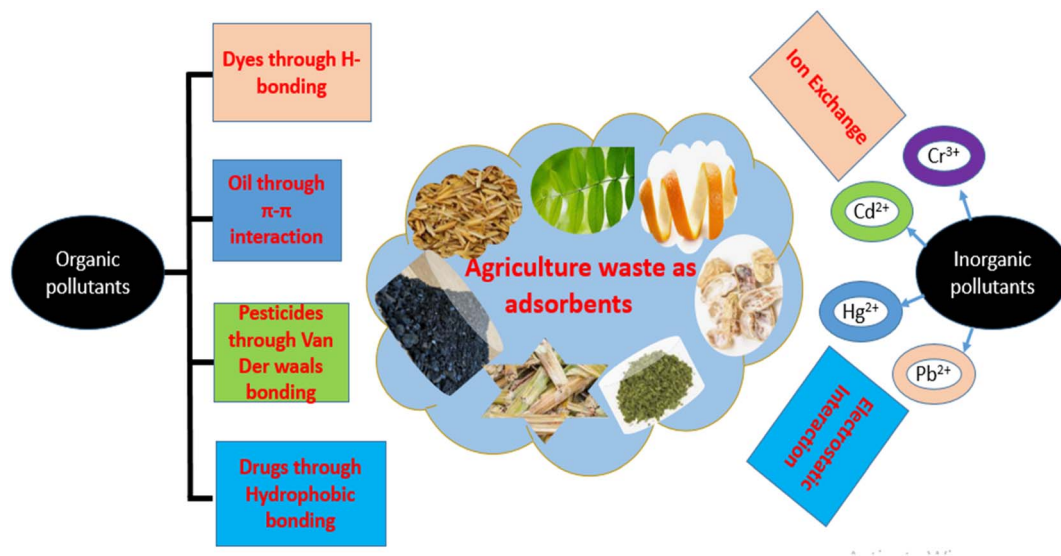 Organic
pollutants
Dyes through H-
bonding
Oil through
π-π
interaction
Pesticides through Van
Der waals
bonding
Drugs through
Hydrophobic
bonding
Agriculture waste as
adsorbents
Ion Exchange
Cr³⁺
Cd²⁺
Hg²⁺
Pb²⁺
Inorganic
pollutants
Electrostatic
Interaction